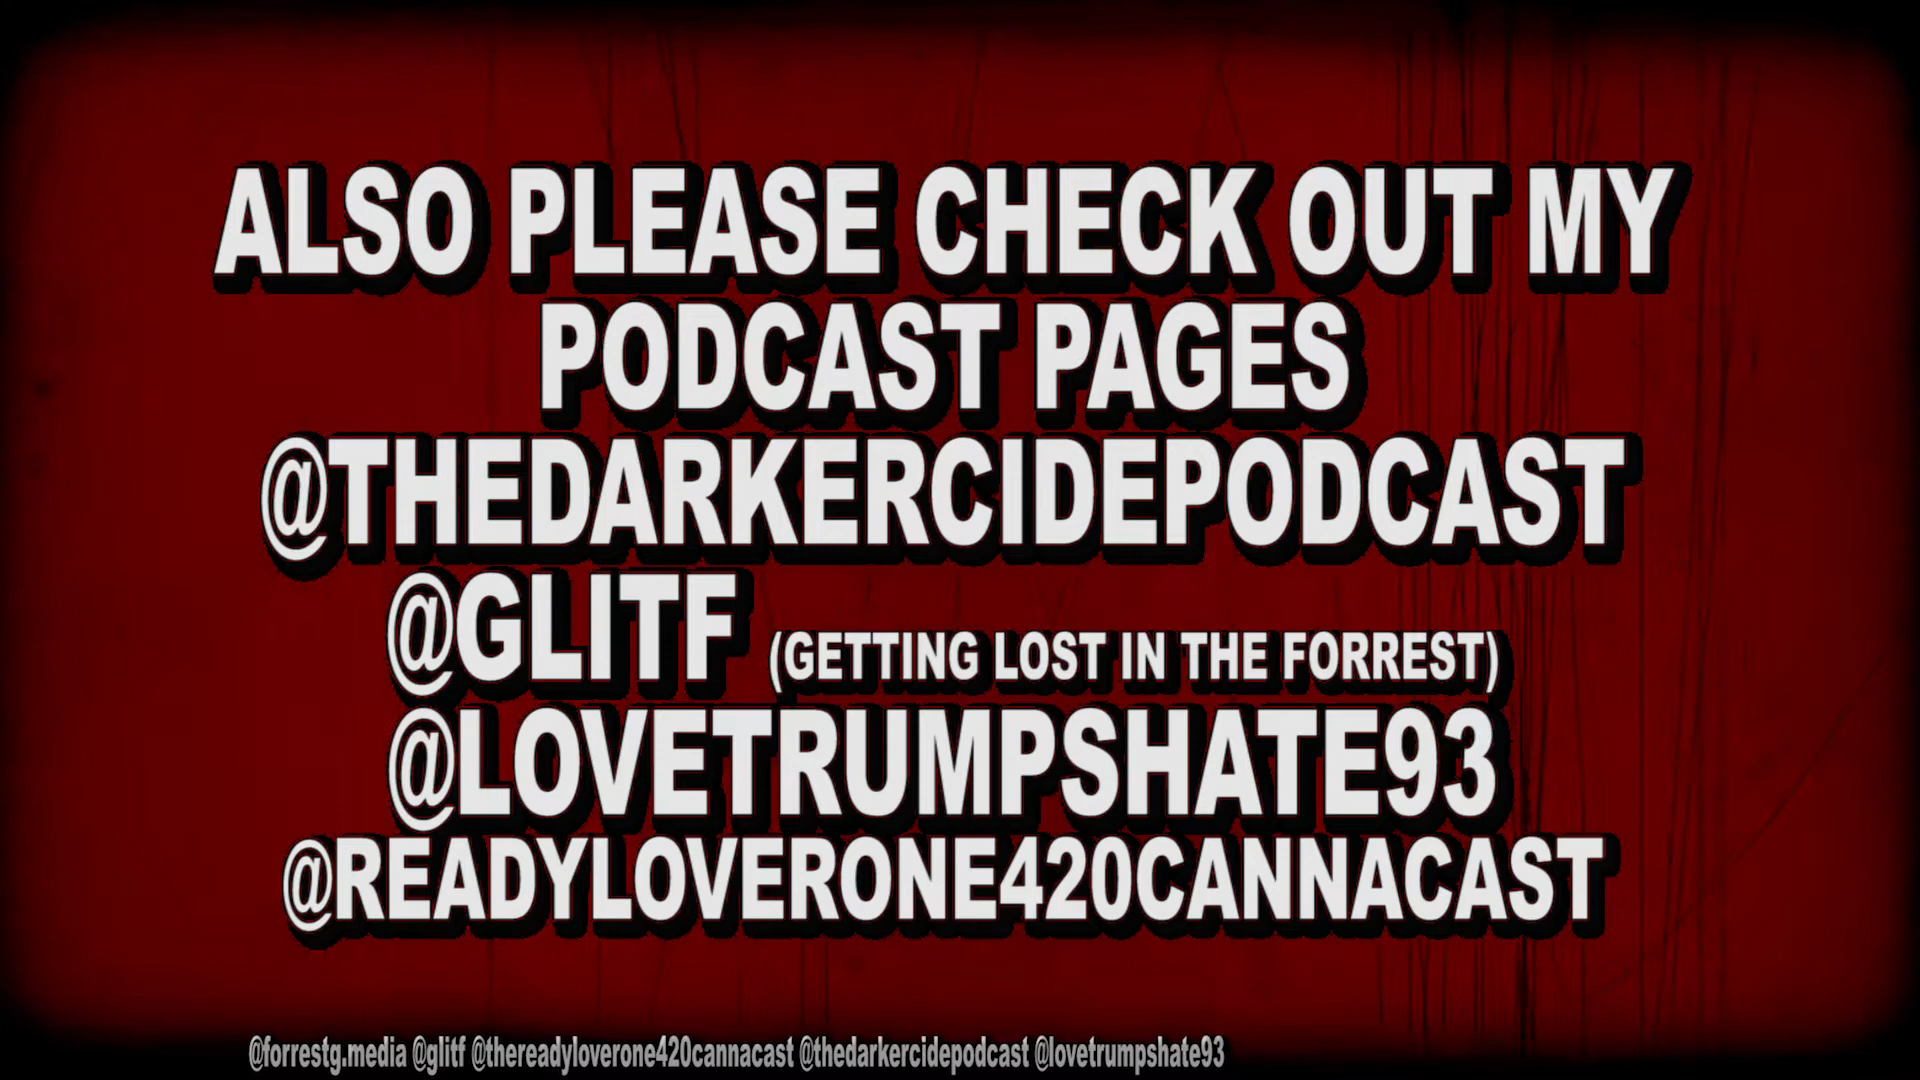 ALSO PLEASE CHECK OUT MY
PODCAST PAGES
@THEDARKERCIDEPODCAST
@GLITF (GETTING LOST IN THE FORREST)
@LOVETRUMPSHATE93
@READYLOVERONE420CANNACAST
@forrestg.media @glitf @thereadyloverone420cannacast @thedarkercidepodcast @lovetrumpshate93